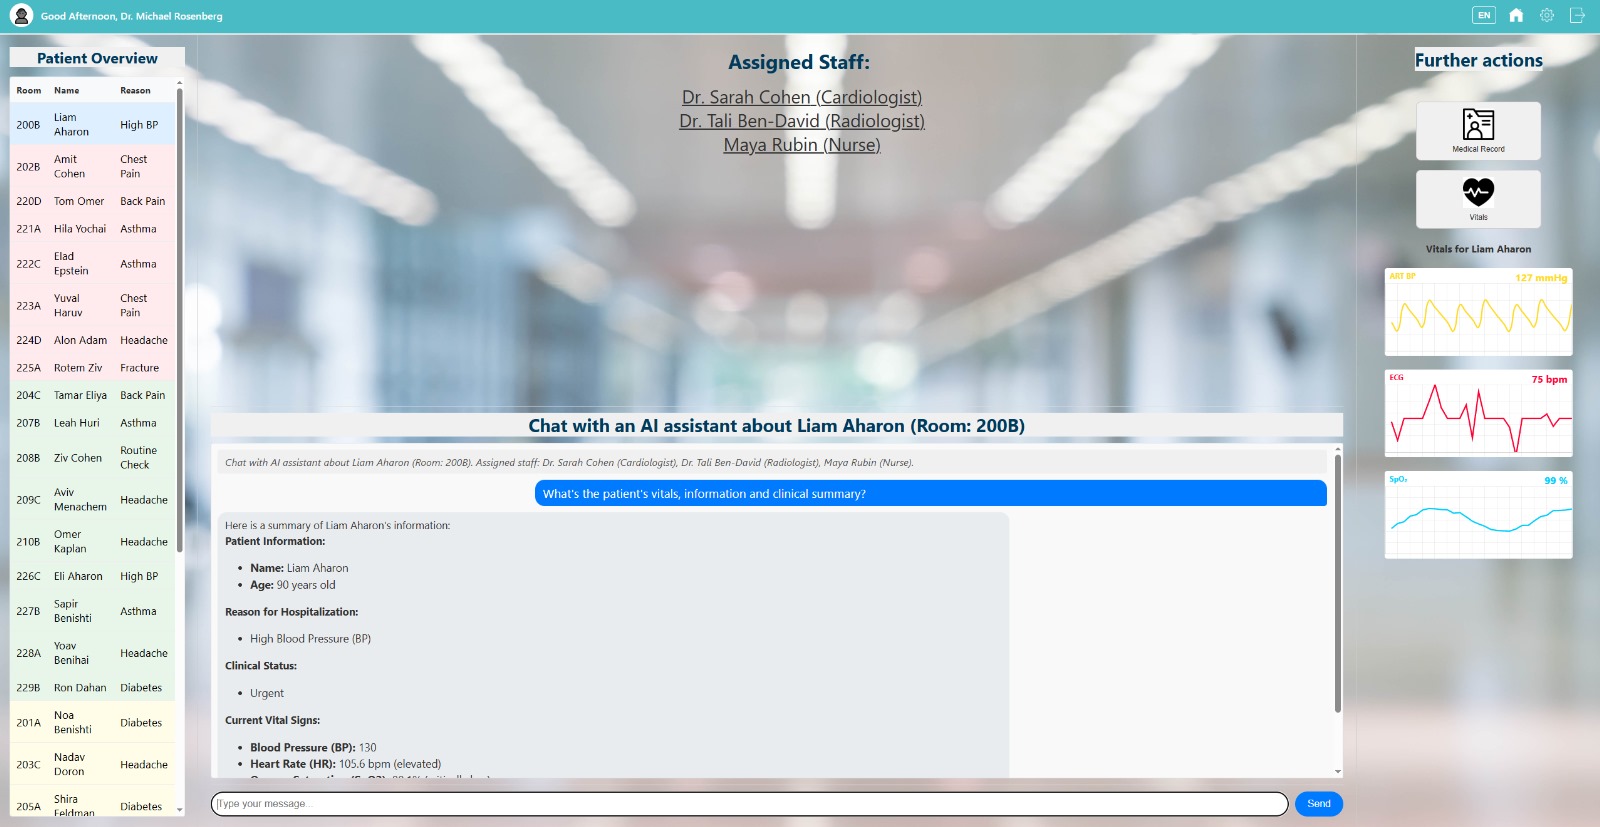 Good Afternoon, Dr. Michael Rosenberg
EN
Patient Overview
Room Name Reason
200B Liam Aharon High BP
202B Amit Cohen Chest Pain
220D Tom Omer Back Pain
221A Hila Yochai Asthma
222C Elad Epstein Asthma
223A Yuval Haruv Chest Pain
224D Alon Adam Headache
225A Rotem Ziv Fracture
204C Tamar Eliya Back Pain
207B Leah Huri Asthma
208B Ziv Cohen Routine Check
209C Aviv Menachem Headache
210B Omer Kaplan Headache
226C Eli Aharon High BP
227B Sapir Benishti Asthma
228A Yoav Benihai Headache
229B Ron Dahan Diabetes
201A Noa Benishti Diabetes
203C Nadav Doron Headache
205A Shira Feldman Diabetes
Assigned Staff:
Dr. Sarah Cohen (Cardiologist)
Dr. Tali Ben-David (Radiologist)
Maya Rubin (Nurse)
Chat with an AI assistant about Liam Aharon (Room: 200B)
Chat with AI assistant about Liam Aharon (Room: 200B). Assigned staff: Dr. Sarah Cohen (Cardiologist), Dr. Tali Ben-David (Radiologist), Maya Rubin (Nurse).
What's the patient's vitals, information and clinical summary?
Here is a summary of Liam Aharon's information:
Patient Information:
• Name: Liam Aharon
• Age: 90 years old
Reason for Hospitalization:
• High Blood Pressure (BP)
Clinical Status:
• Urgent
Current Vital Signs:
• Blood Pressure (BP): 130
• Heart Rate (HR): 105.6 bpm (elevated)
Type your message...
Send
Further actions
Medical Record
Vitals
Vitals for Liam Aharon
ART BP 127 mmHg
ECG 75 bpm
SpO₂ 99 %